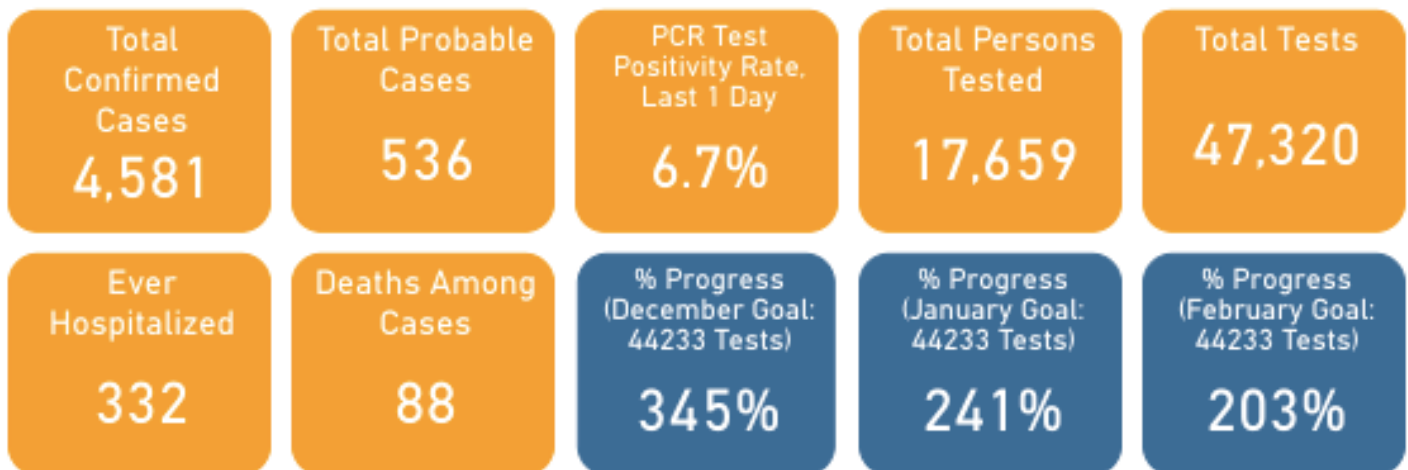 Total
Confirmed
Cases
4,581
Total Probable
Cases
536
PCR Test
Positivity Rate,
Last 1 Day
6.7%
Total Persons
Tested
17,659
Total Tests
47,320
Ever
Hospitalized
332
Deaths Among
Cases
88
% Progress
(December Goal:
44233 Tests)
345%
% Progress
(January Goal:
44233 Tests)
241%
% Progress
(February Goal:
44233 Tests)
203%